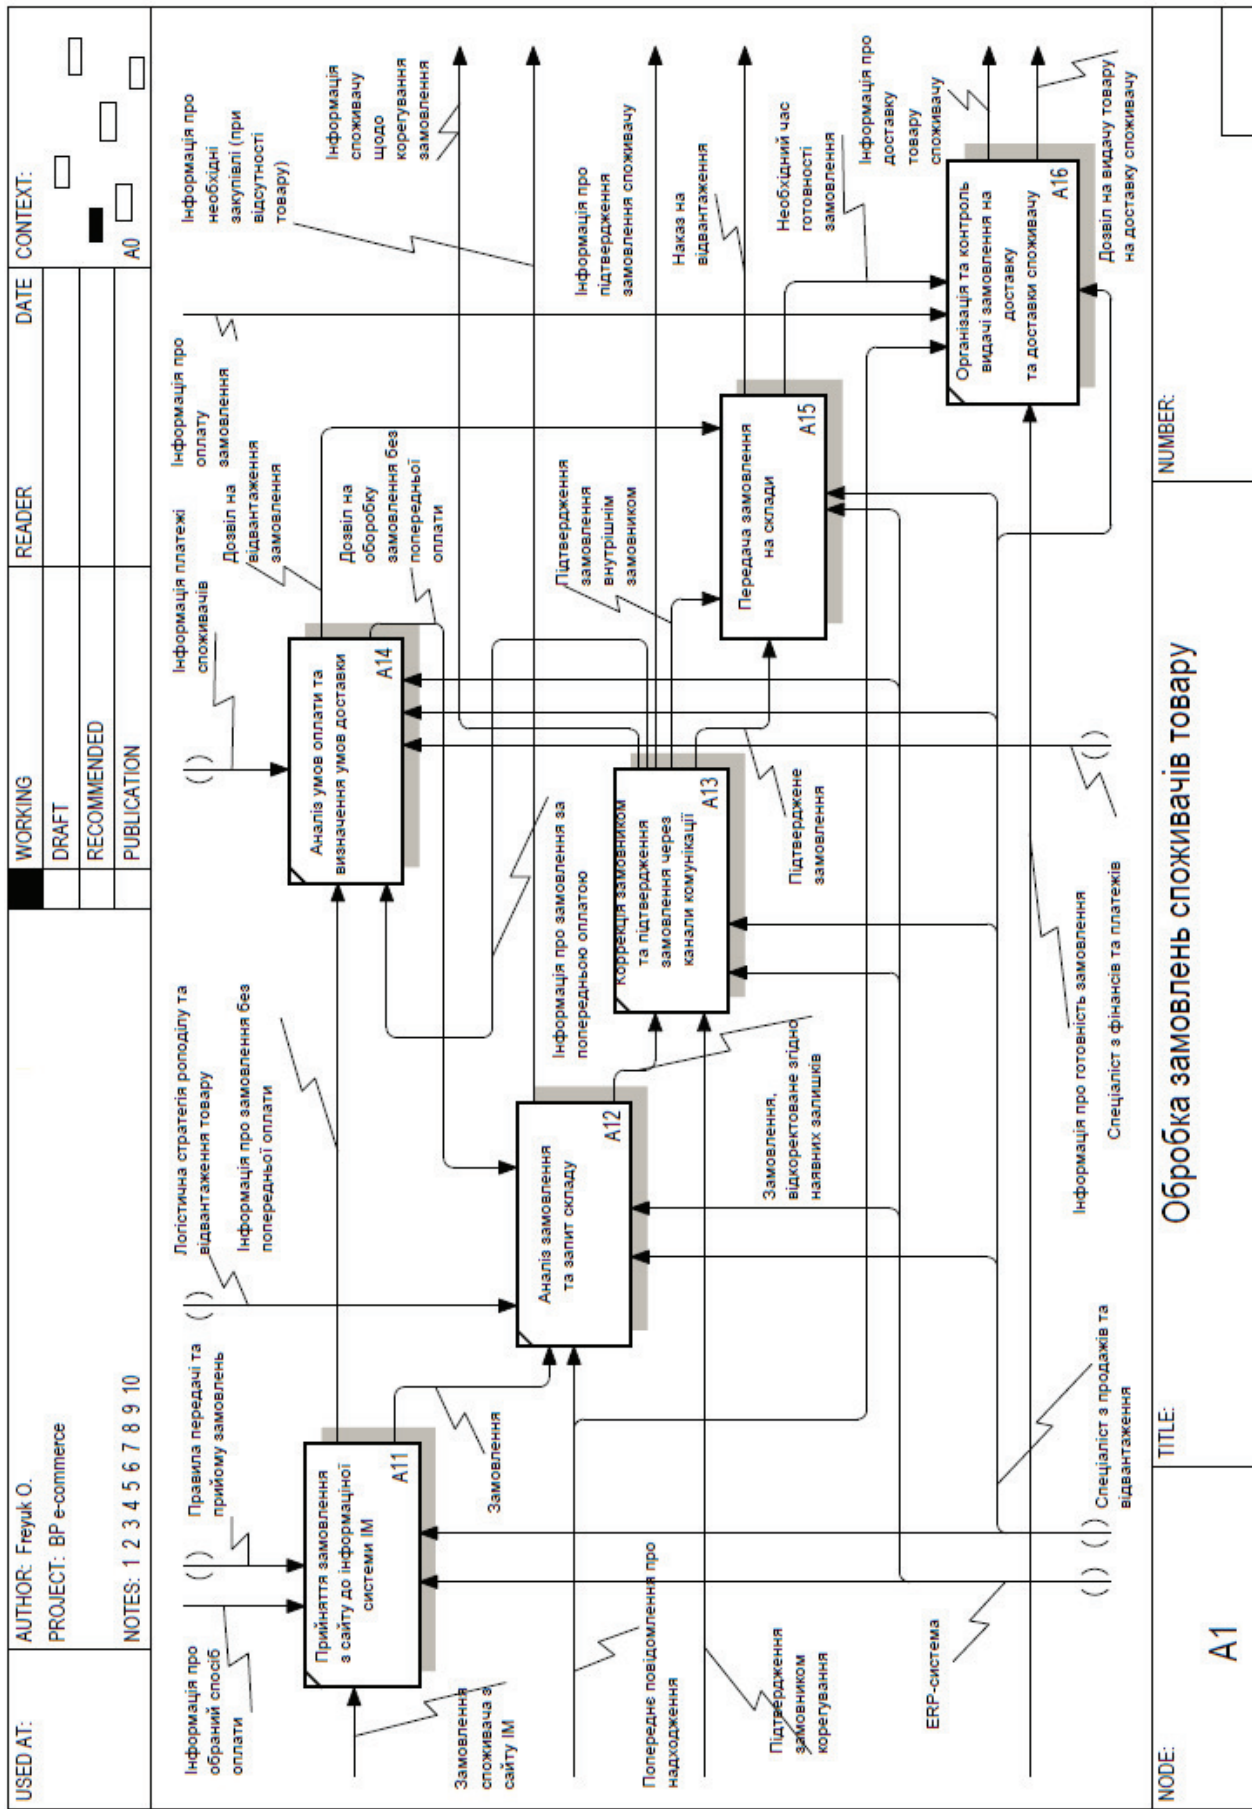 USED AT:
AUTHOR: Freyuk O.
PROJECT: BP e-commerce
NOTES: 1 2 3 4 5 6 7 8 9 10
WORKING
DRAFT
RECOMMENDED
PUBLICATION
READER
DATE
CONTEXT:
A0
Інформація про
обраний спосіб
оплати
Правила передачі та
прийому замовлень
Логістична стратегія роподілу та
відвантаження товару
Інформація про замовлення без
попередньої оплати
Інформація платежі
споживачів
Інформація про
оплату
замовлення
Дозвіл на
відвантаження
замовлення
Дозвіл на
оборобку
замовлення без
попередньої
оплати
Інформація про
необхідні
закупівлі (при
відсутності
товару)
Інформація
споживачу
щодо
корегування
замовлення
Прийняття замовлення
з сайту до інформаціної
системи ІМ
A11
Замовлення
Замовлення
споживача з
сайту ІМ
Аналіз умов оплати та
визначення умов доставки
A14
Аналіз замовлення
та запит складу
A12
Інформація про замовлення за
попередньою оплатою
Інформація про
підтвердження
замовлення споживачу
Підтвердження
замовлення
внутрішнім
замовником
Наказ на
відвантаження
Коррекція замовником
та підтвердження
замовлення через
канали комунікації
A13
Замовлення,
відкоректоване згідно
наявних залишків
Підтверджене
замовлення
Передача замовлення
на склади
A15
Необхідний час
готовності
замовлення
Інформація про
доставку
товару
споживачу
Організація та контроль
видачі замовлення на
доставку
та доставки споживачу
A16
Дозвіл на видачу товару
на доставку споживачу
Попереднє повідомлення про
надходження
Підтвердження
замовником
корегування
ERP-система
Спеціаліст з продажів та
відвантаження
Інформація про готовність замовлення
Спеціаліст з фінансів та платежів
NODE:
A1
TITLE:
Обробка замовлень споживачів товару
NUMBER: